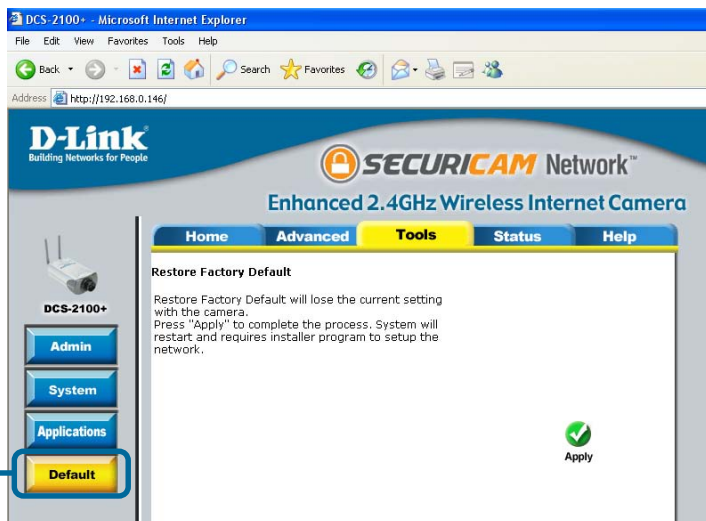 DCS-2100+ - Microsoft Internet Explorer
File Edit View Favorites Tools Help
Back Search Favorites
Address http://192.168.0.146/
D-Link®
Building Networks for People
SECURICAM Network™
Enhanced 2.4GHz Wireless Internet Camera
Home Advanced Tools Status Help
DCS-2100+
Admin
System
Applications
Default
Restore Factory Default
Restore Factory Default will lose the current setting
with the camera.
Press "Apply" to complete the process. System will
restart and requires installer program to setup the
network.
Apply